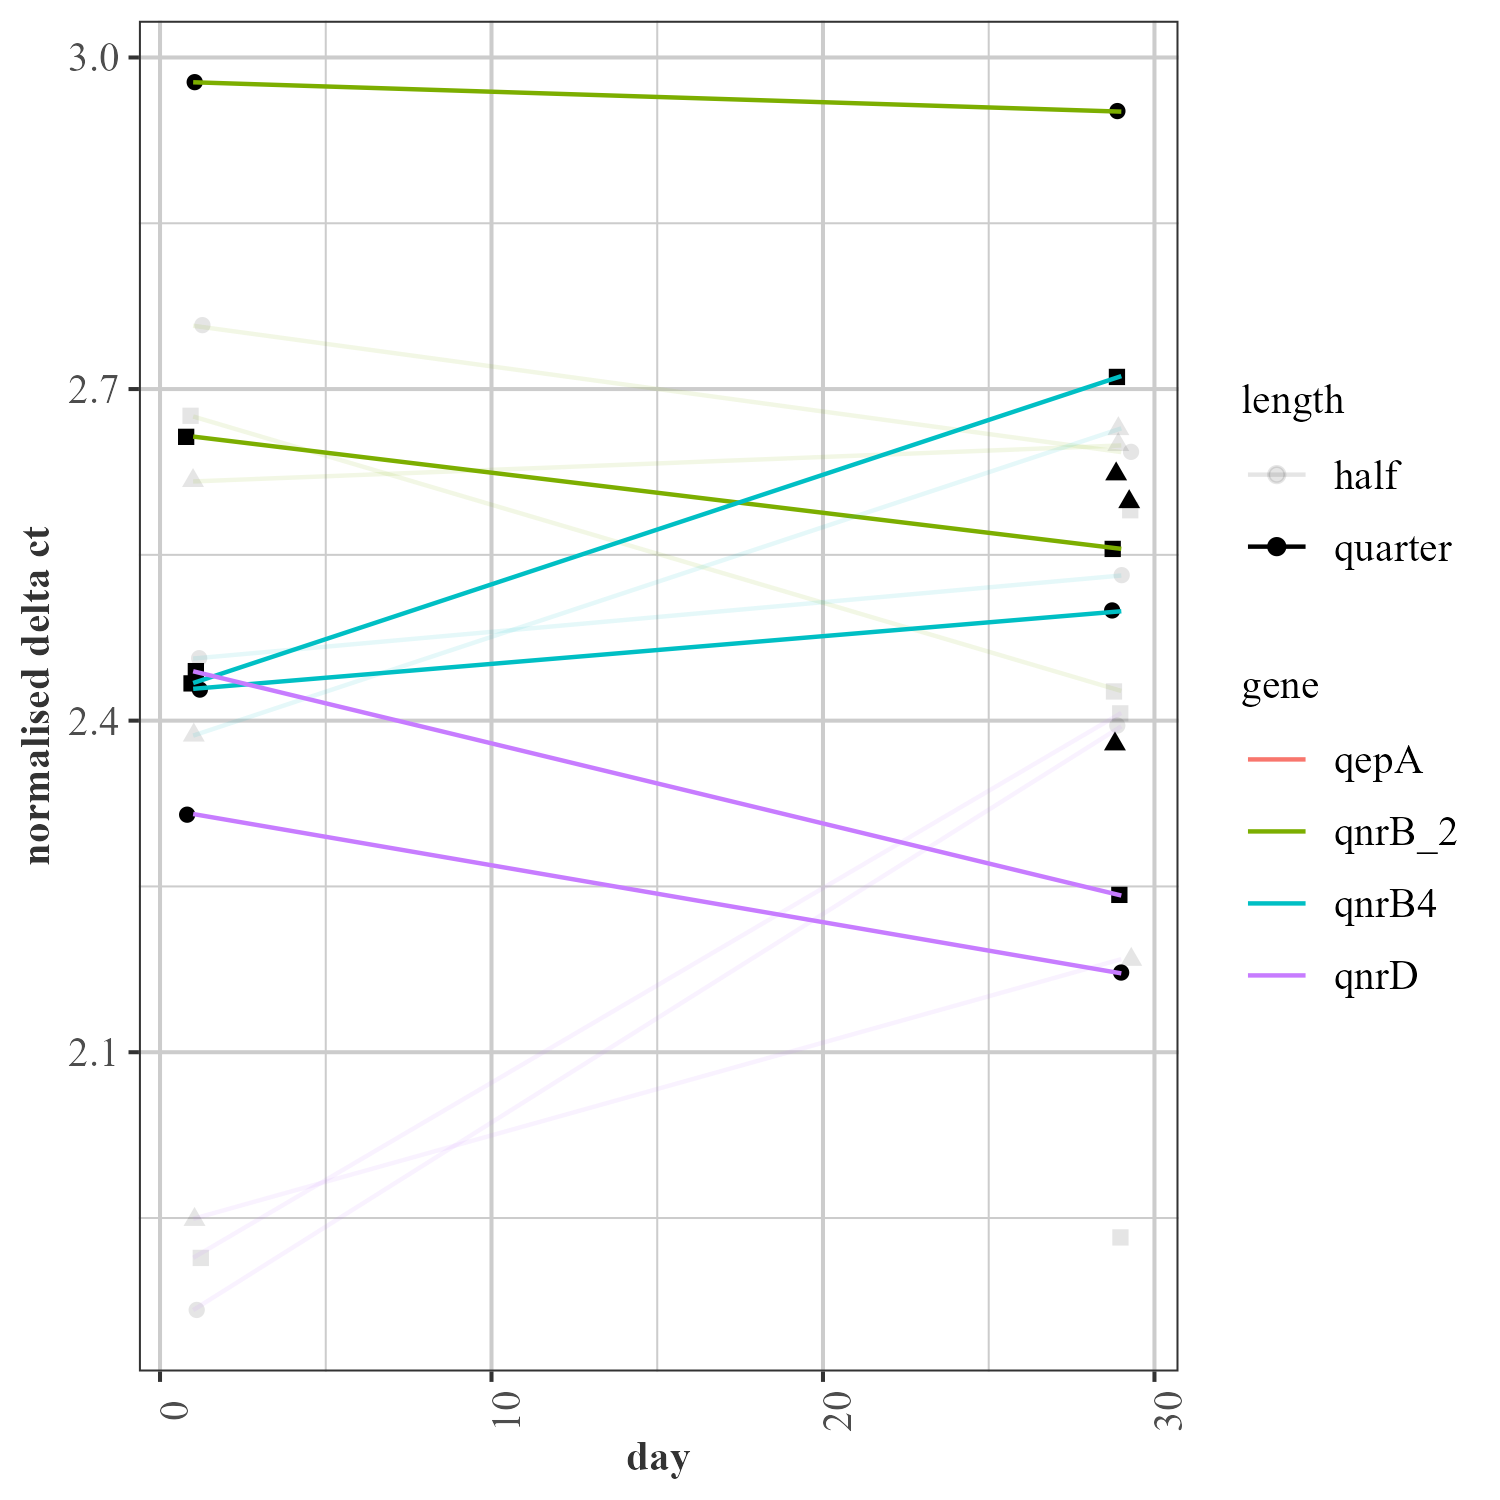 normalised delta ct
3.0
2.7
2.4
2.1
0
10
20
30
day
length
half
quarter
gene
qepA
qnrB_2
qnrB4
qnrD